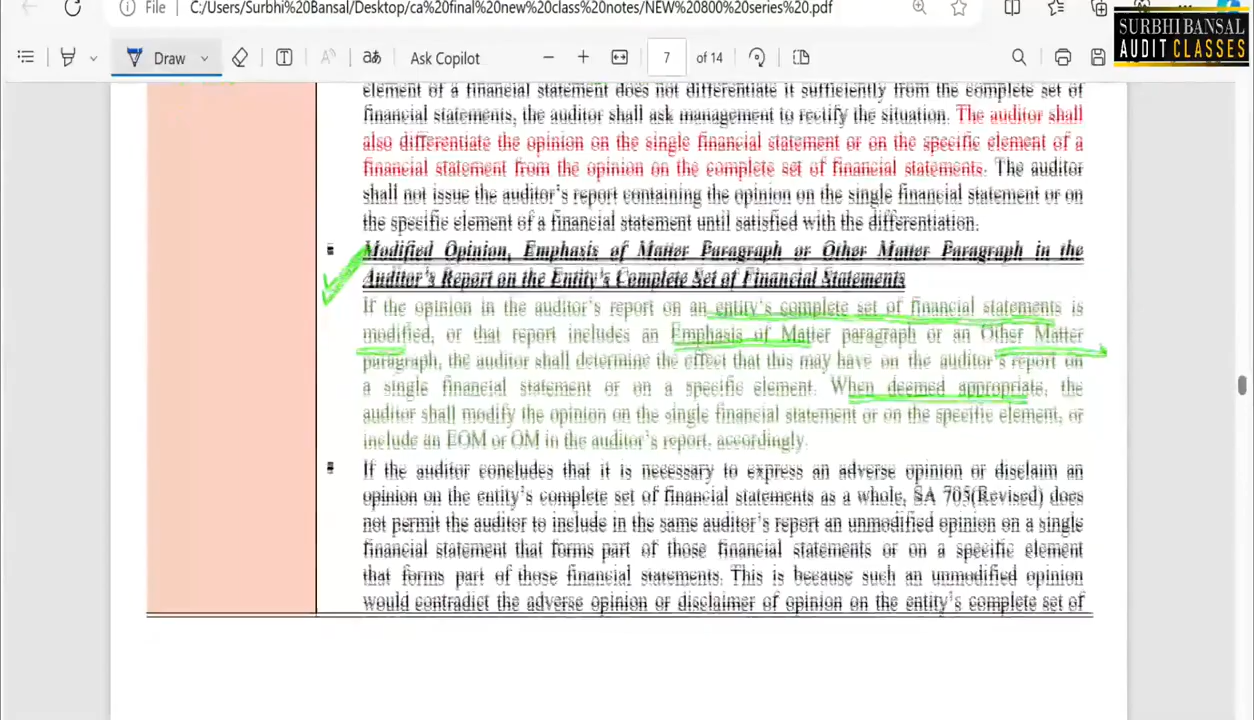 File
C:/Users/Surbhi%20Bansal/Desktop/ca%20final%20new%20class%20notes/NEW%20800%20series%20.pdf
SURBHI BANSAL
AUDIT CLASSES
Draw
Ask Copilot
7 of 14
element of a financial statement does not differentiate it sufficiently from the complete set of
financial statements, the auditor shall ask management to rectify the situation. The auditor shall
also differentiate the opinion on the single financial statement or on the specific element of a
financial statement from the opinion on the complete set of financial statements. The auditor
shall not issue the auditor's report containing the opinion on the single financial statement or on
the specific element of a financial statement until satisfied with the differentiation.
Modified Opinion, Emphasis of Matter Paragraph or Other Matter Paragraph in the
Auditor's Report on the Entity's Complete Set of Financial Statements
If the opinion in the auditor's report on an entity's complete set of financial statements is
modified, or that report includes an Emphasis of Matter paragraph or an Other Matter
paragraph, the auditor shall determine the effect that this may have on the auditor's report on
a single financial statement or on a specific element. When deemed appropriate, the
auditor shall modify the opinion on the single financial statement or on the specific element, or
include an EOM or OM in the auditor's report, accordingly.
If the auditor concludes that it is necessary to express an adverse opinion or disclaim an
opinion on the entity's complete set of financial statements as a whole, SA 705(Revised) does
not permit the auditor to include in the same auditor's report an unmodified opinion on a single
financial statement that forms part of those financial statements or on a specific element
that forms part of those financial statements. This is because such an unmodified opinion
would contradict the adverse opinion or disclaimer of opinion on the entity's complete set of